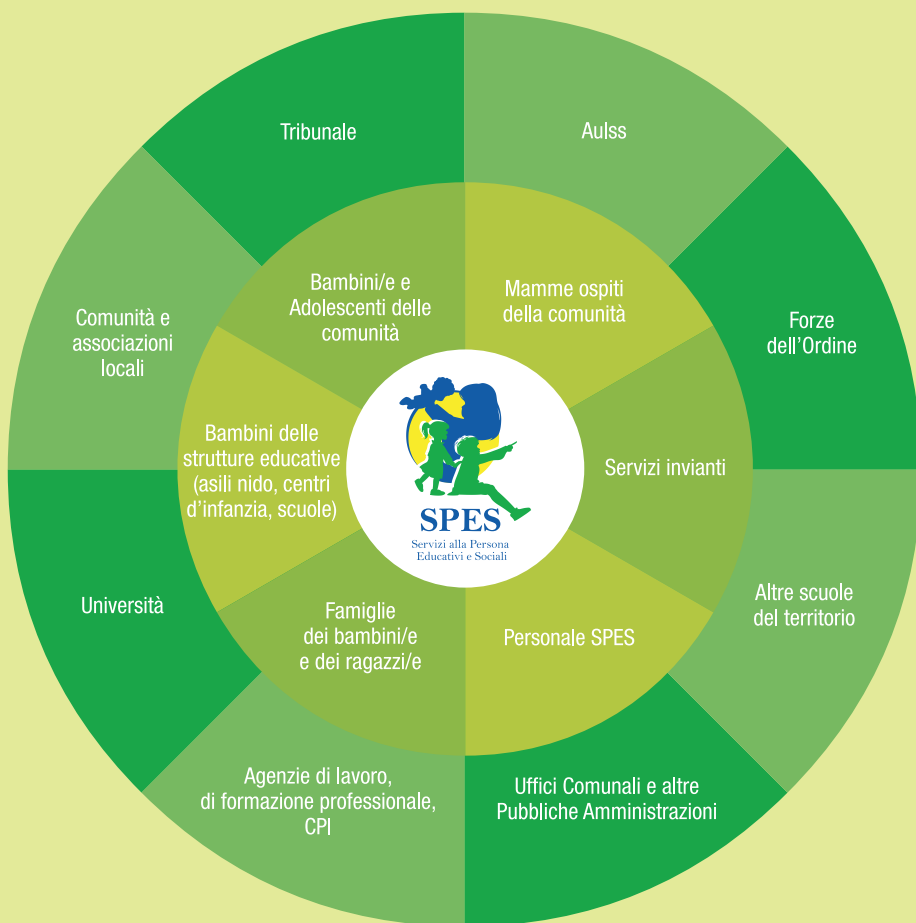 Tribunale
Aulss
Forze
dell’Ordine
Altre scuole
del territorio
Uffici Comunali e altre
Pubbliche Amministrazioni
Agenzie di lavoro,
di formazione professionale,
CPI
Università
Comunità e
associazioni
locali
Bambini/e e
Adolescenti delle
comunità
Mamme ospiti
della comunità
Servizi invianti
Personale SPES
Famiglie
dei bambini/e
e dei ragazzi/e
Bambini delle
strutture educative
(asili nido, centri
d’infanzia, scuole)
SPES
Servizi alla Persona
Educativi e Sociali